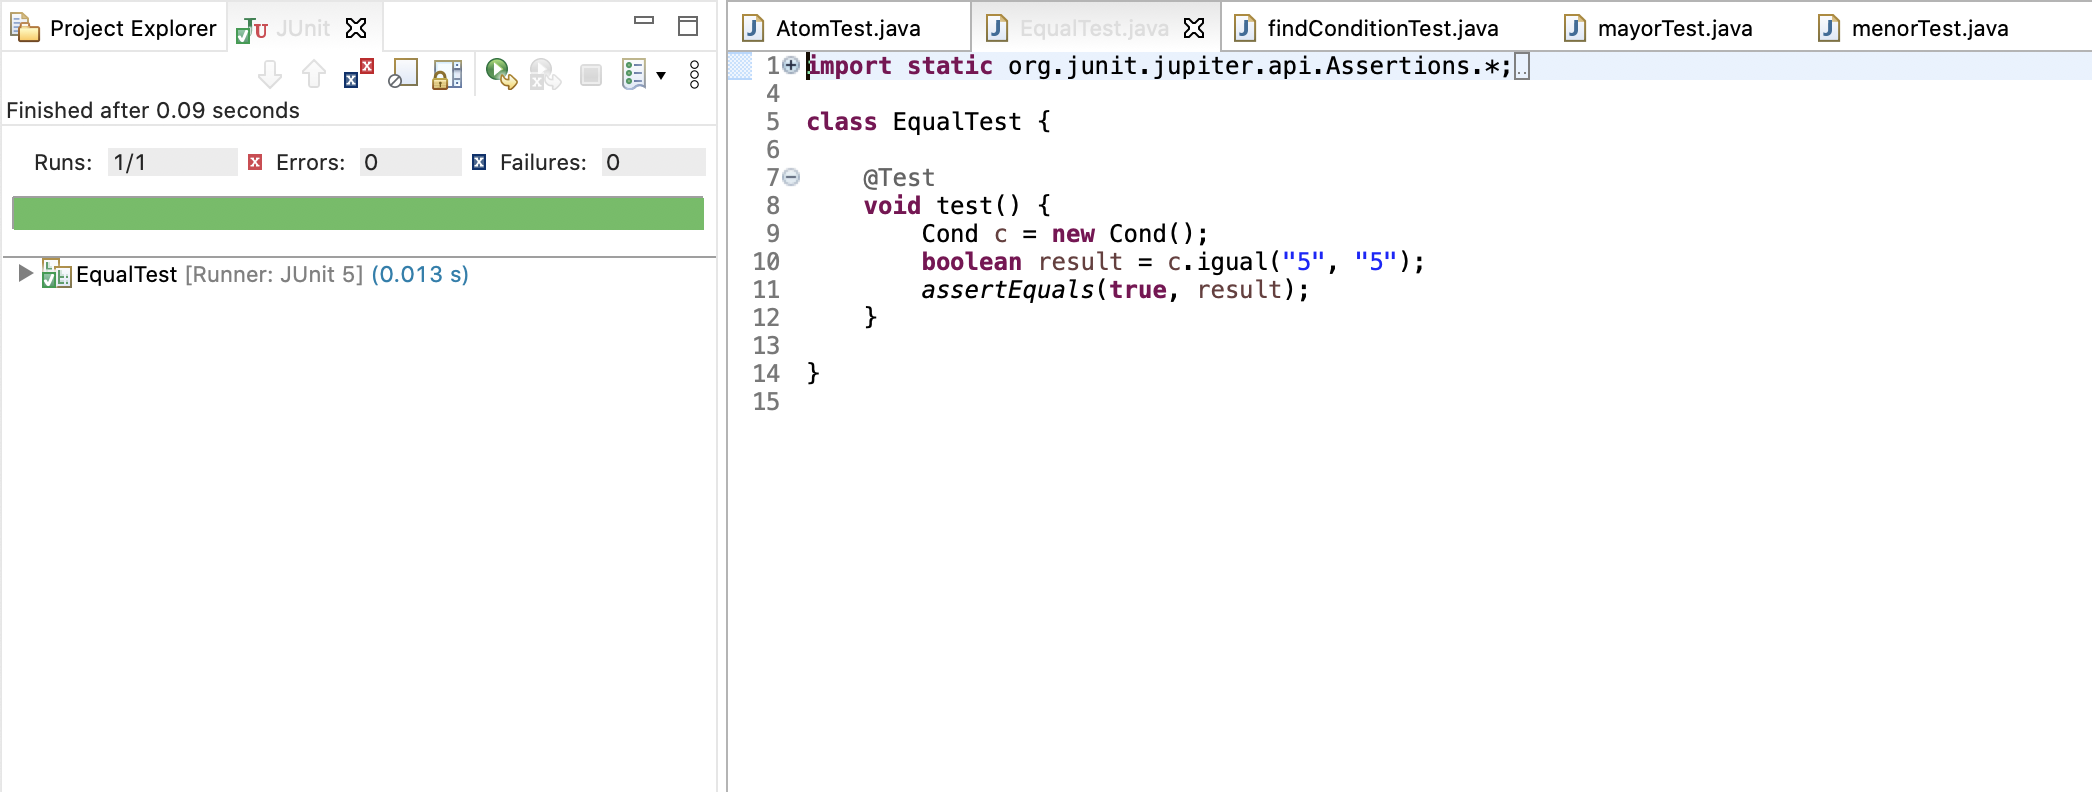 Project Explorer
JUnit
Finished after 0.09 seconds
Runs: 1/1 Errors: 0 Failures: 0
EqualTest [Runner: JUnit 5] (0.013 s)
AtomTest.java EqualTest.java findConditionTest.java mayorTest.java menorTest.java
1 import static org.junit.jupiter.api.Assertions.*;
4
5 class EqualTest {
6
7 @Test
8 void test() {
9 Cond c = new Cond();
10 boolean result = c.igual("5", "5");
11 assertEquals(true, result);
12 }
13
14 }
15